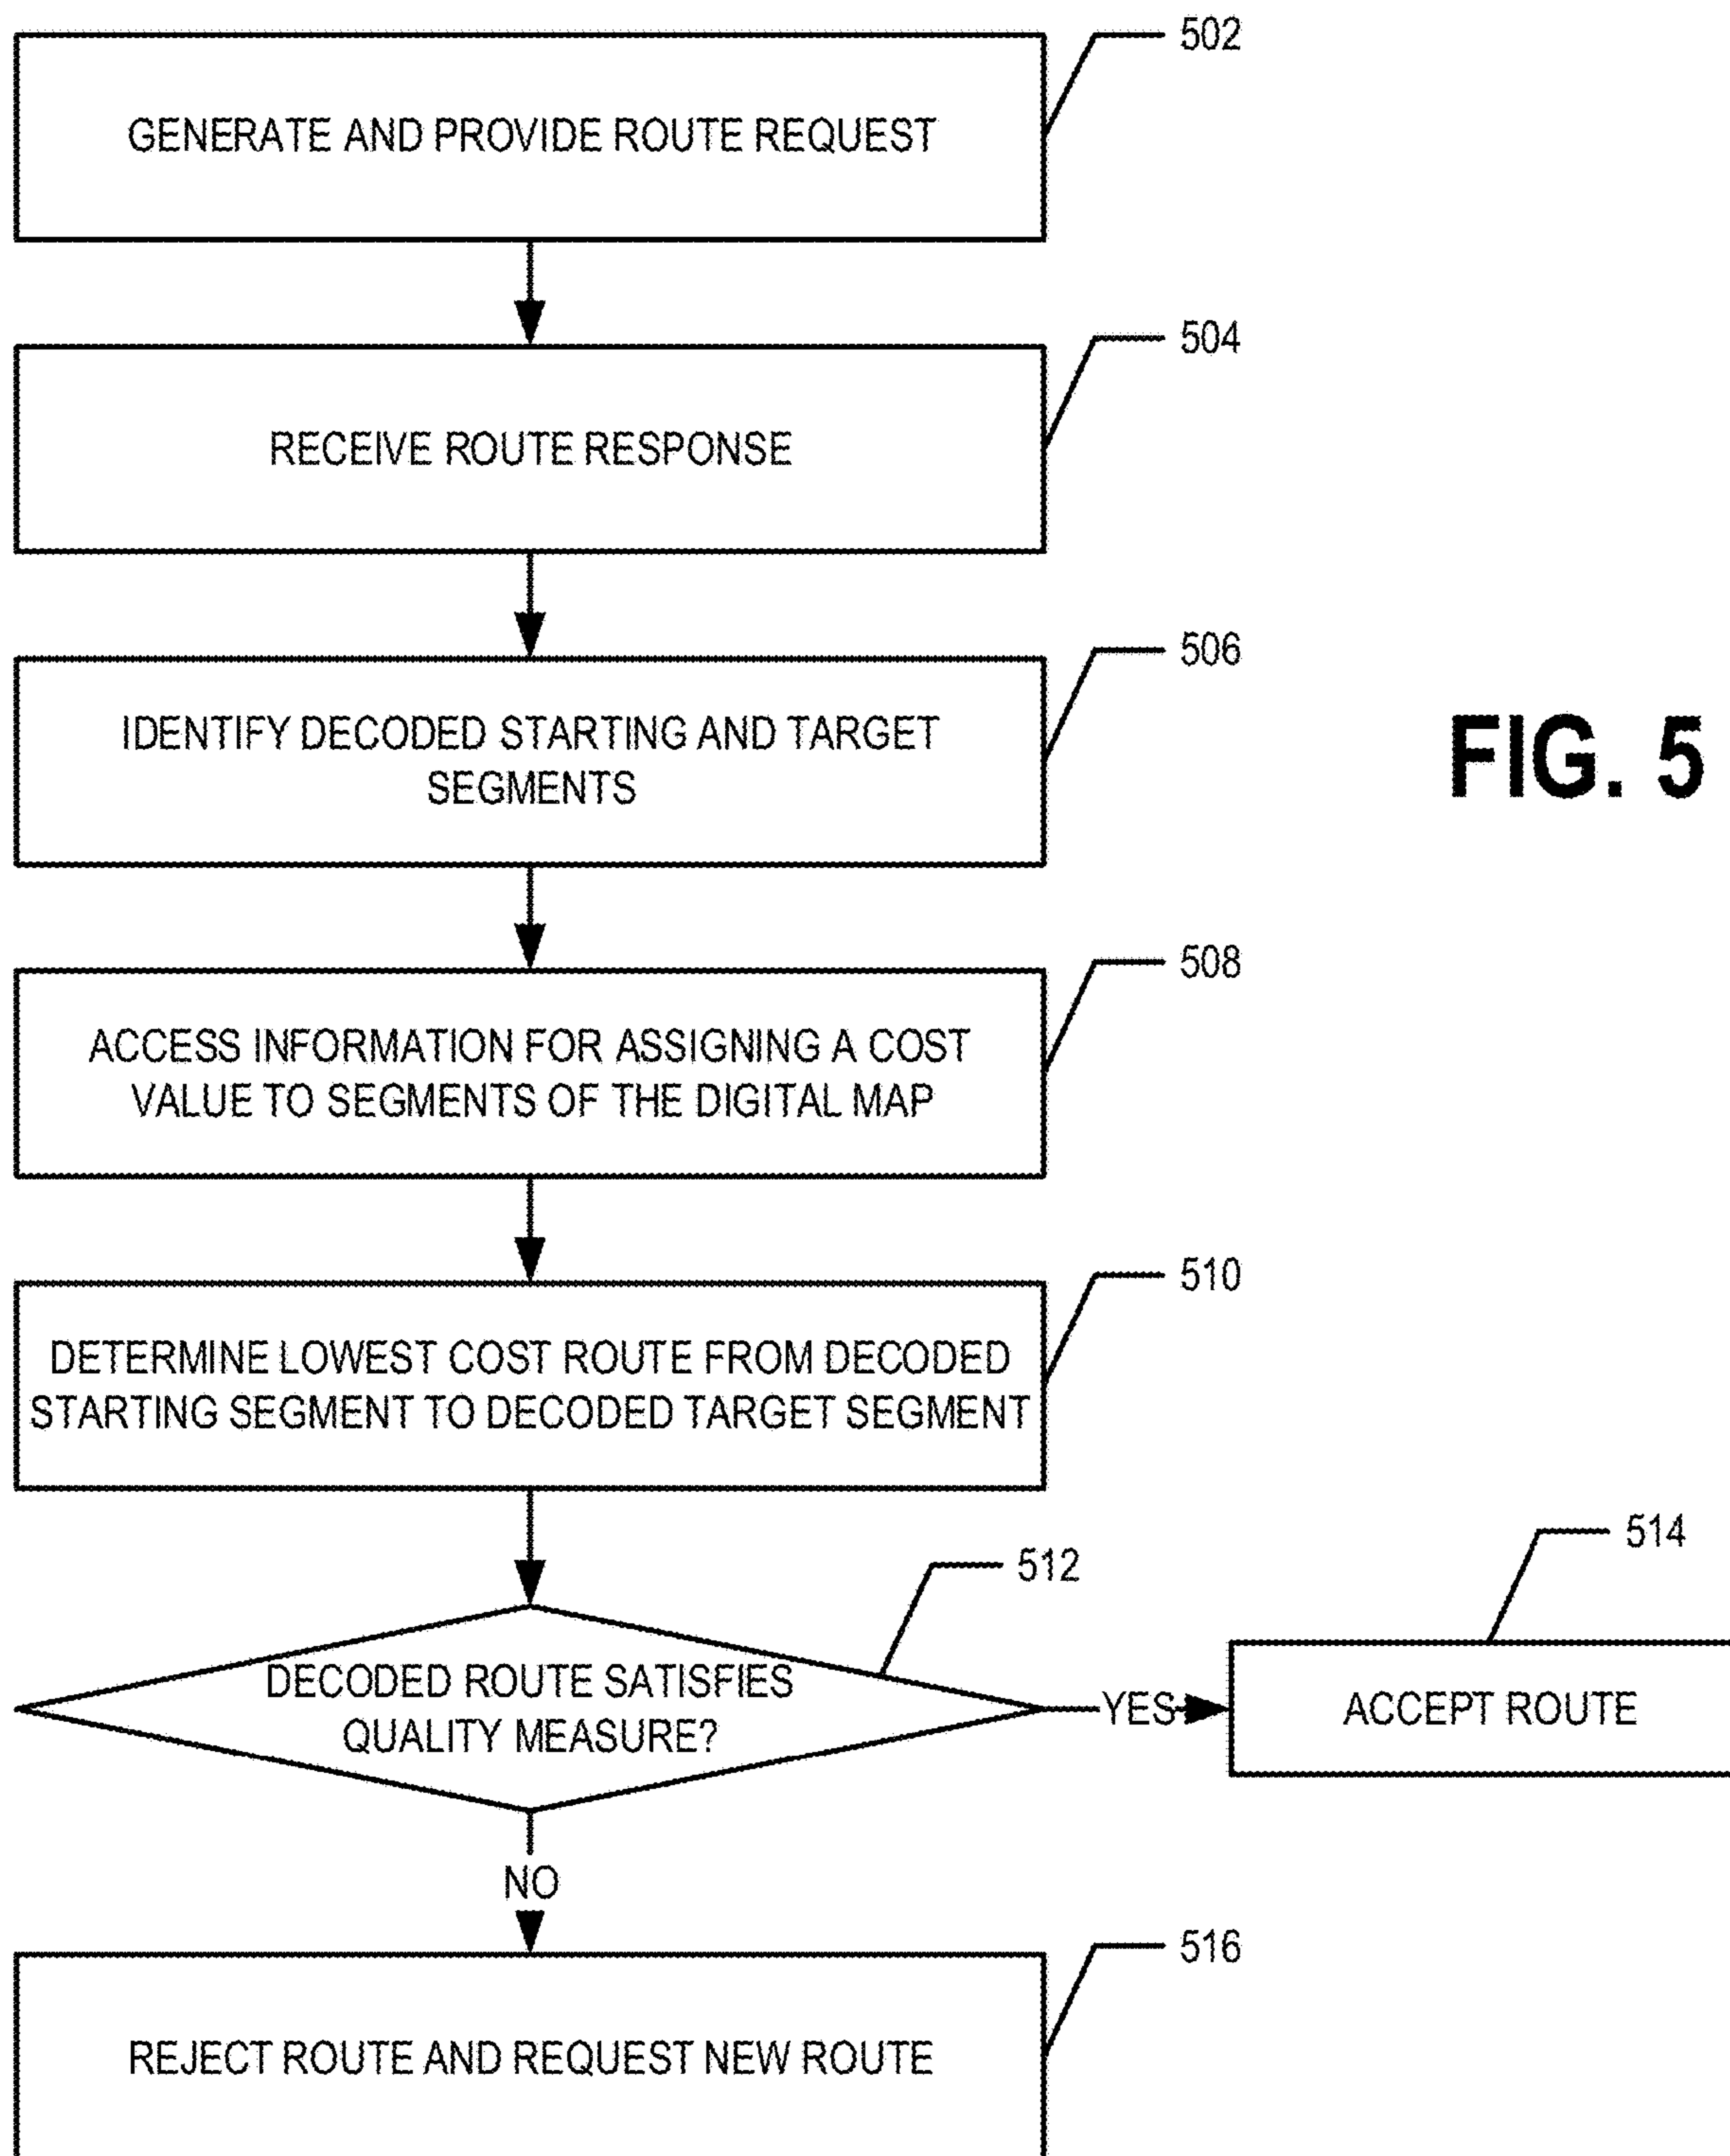 502
GENERATE AND PROVIDE ROUTE REQUEST
504
RECEIVE ROUTE RESPONSE
506
IDENTIFY DECODED STARTING AND TARGET
SEGMENTS
FIG. 5
508
ACCESS INFORMATION FOR ASSIGNING A COST
VALUE TO SEGMENTS OF THE DIGITAL MAP
510
DETERMINE LOWEST COST ROUTE FROM DECODED
STARTING SEGMENT TO DECODED TARGET SEGMENT
512
514
DECODED ROUTE SATISFIES
QUALITY MEASURE?
YES
ACCEPT ROUTE
NO
516
REJECT ROUTE AND REQUEST NEW ROUTE